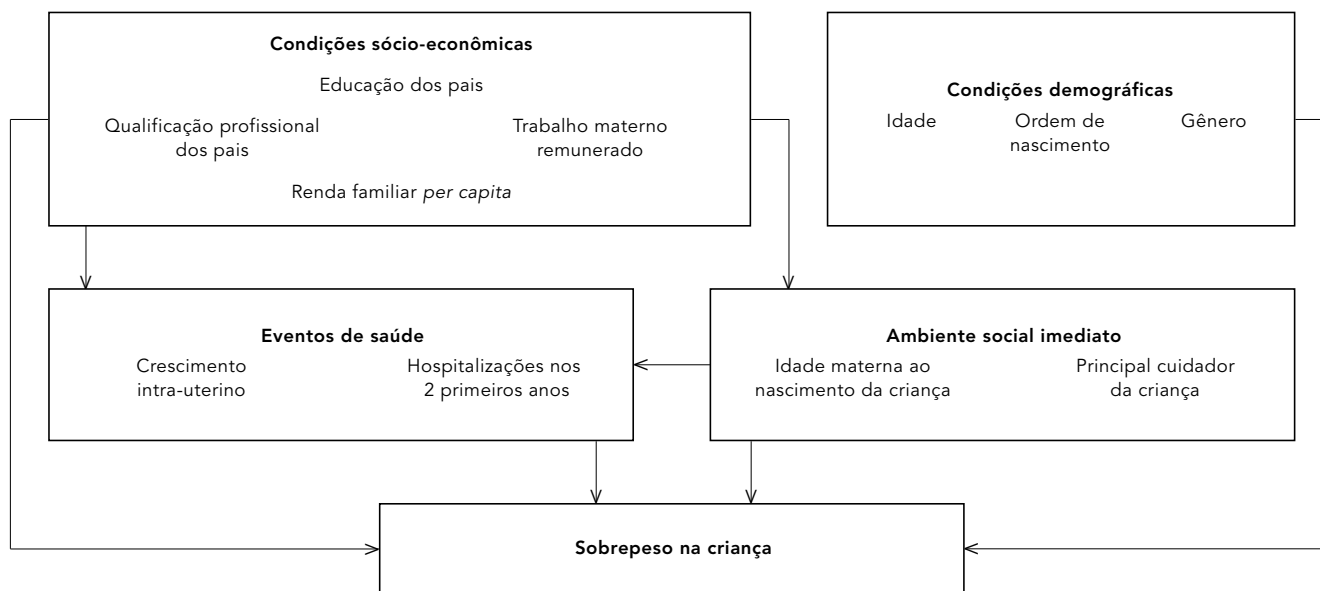 Condições sócio-econômicas
Educação dos pais
Qualificação profissional
dos pais
Trabalho materno
remunerado
Renda familiar per capita
Condições demográficas
Idade
Ordem de
nascimento
Gênero
Eventos de saúde
Crescimento
intra-uterino
Hospitalizações nos
2 primeiros anos
Ambiente social imediato
Idade materna ao
nascimento da criança
Principal cuidador
da criança
Sobrepeso na criança